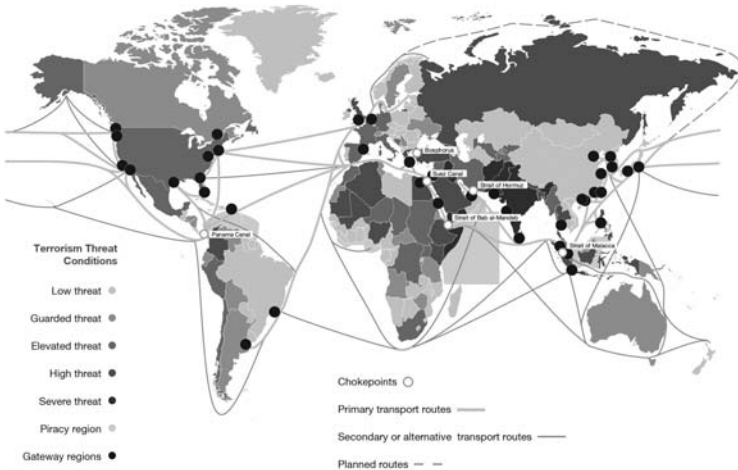 Bosphorus
Suez Canal
Strait of Hormuz
Strait of Bab al-Mandeb
Panama Canal
Strait of Malacca
Terrorism Threat
Conditions
Low threat
Guarded threat
Elevated threat
High threat
Severe threat
Piracy region
Gateway regions
Chokepoints
Primary transport routes
Secondary or alternative transport routes
Planned routes